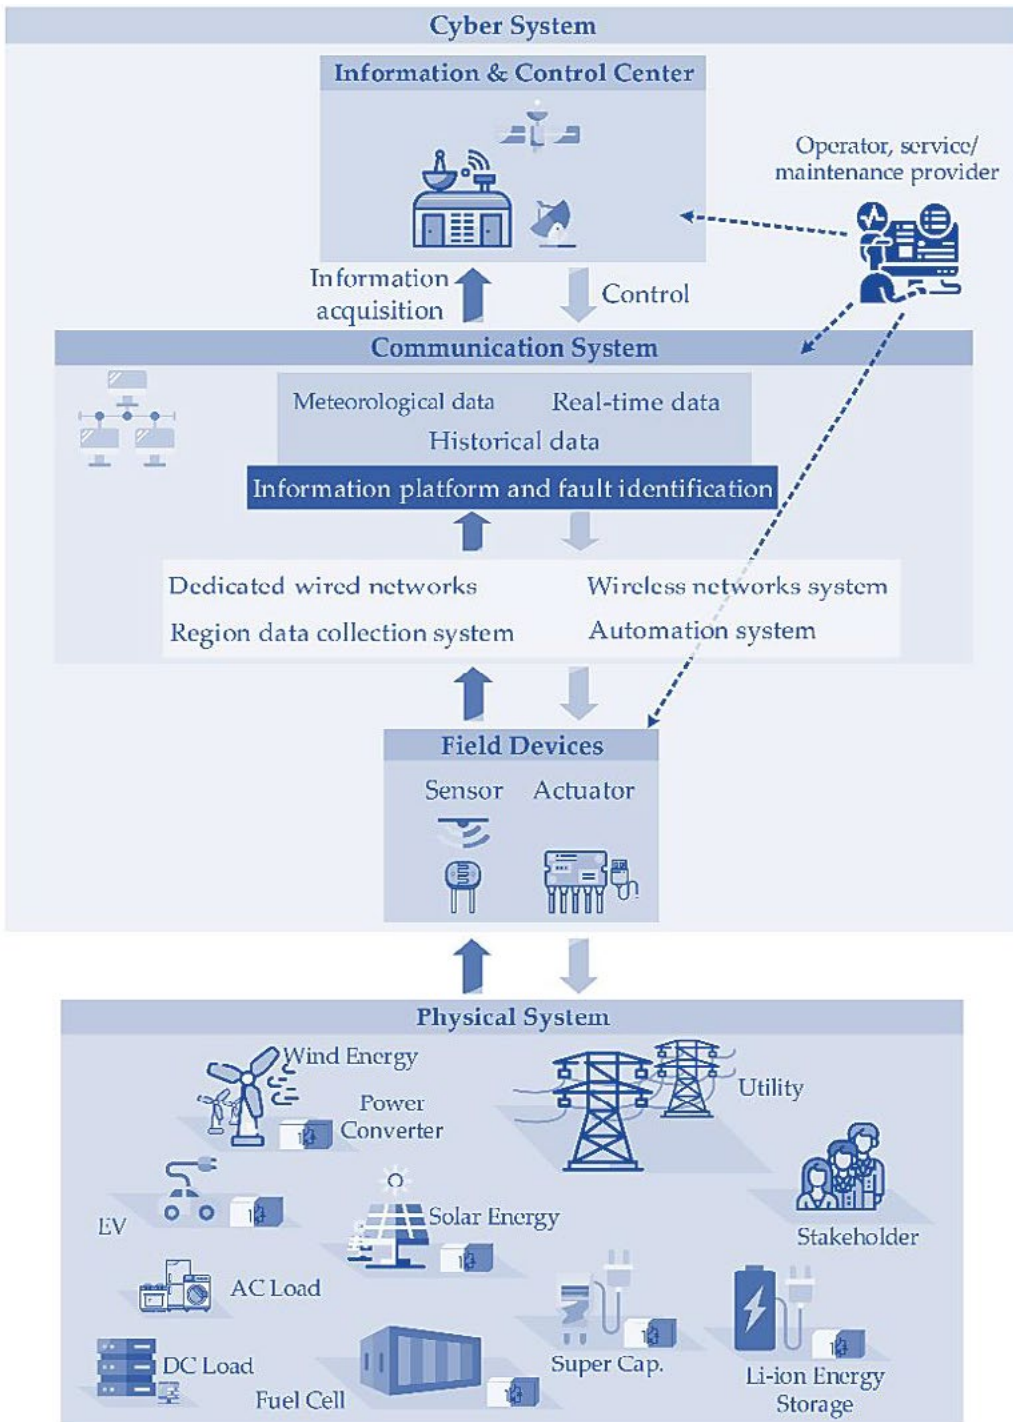 Cyber System
Information & Control Center
Operator, service/
maintenance provider
Information
acquisition
Control
Communication System
Meteorological data
Real-time data
Historical data
Information platform and fault identification
Dedicated wired networks
Wireless networks system
Region data collection system
Automation system
Field Devices
Sensor
Actuator
Physical System
Wind Energy
Power
Converter
Utility
EV
Solar Energy
Stakeholder
AC Load
DC Load
Fuel Cell
Super Cap.
Li-ion Energy
Storage